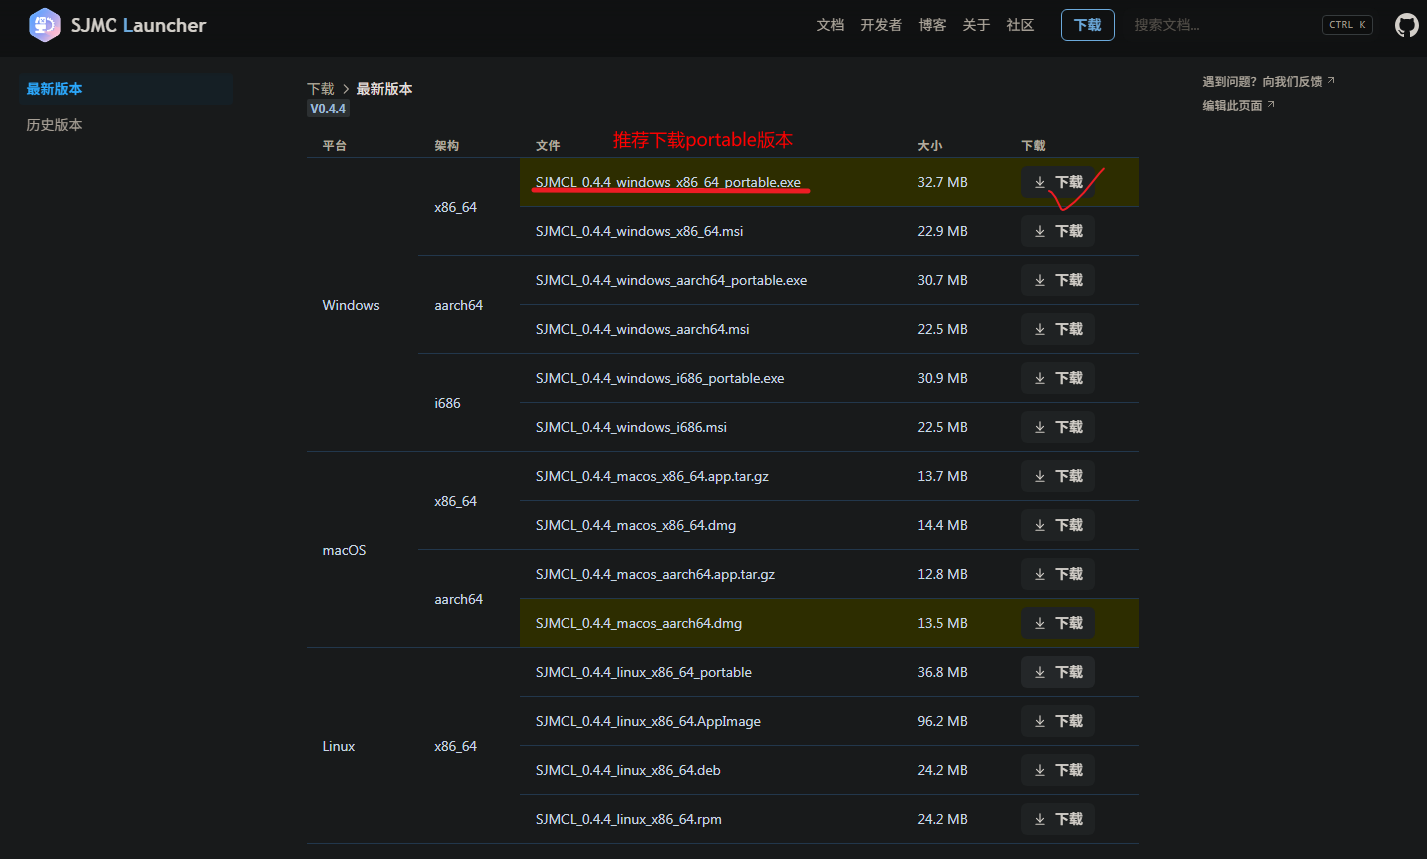 SJMC Launcher
文档 开发者 博客 关于 社区 下载 搜索文档... CTRL K
最新版本
历史版本
下载 > 最新版本
V0.4.4
遇到问题？向我们反馈
编辑此页面
推荐下载portable版本
平台 架构 文件 大小 下载
Windows
x86_64
SJMCL_0.4.4_windows_x86_64_portable.exe 32.7 MB 下载
SJMCL_0.4.4_windows_x86_64.msi 22.9 MB 下载
aarch64
SJMCL_0.4.4_windows_aarch64_portable.exe 30.7 MB 下载
SJMCL_0.4.4_windows_aarch64.msi 22.5 MB 下载
i686
SJMCL_0.4.4_windows_i686_portable.exe 30.9 MB 下载
SJMCL_0.4.4_windows_i686.msi 22.5 MB 下载
macOS
x86_64
SJMCL_0.4.4_macos_x86_64.app.tar.gz 13.7 MB 下载
SJMCL_0.4.4_macos_x86_64.dmg 14.4 MB 下载
aarch64
SJMCL_0.4.4_macos_aarch64.app.tar.gz 12.8 MB 下载
SJMCL_0.4.4_macos_aarch64.dmg 13.5 MB 下载
Linux
x86_64
SJMCL_0.4.4_linux_x86_64_portable 36.8 MB 下载
SJMCL_0.4.4_linux_x86_64.AppImage 96.2 MB 下载
SJMCL_0.4.4_linux_x86_64.deb 24.2 MB 下载
SJMCL_0.4.4_linux_x86_64.rpm 24.2 MB 下载